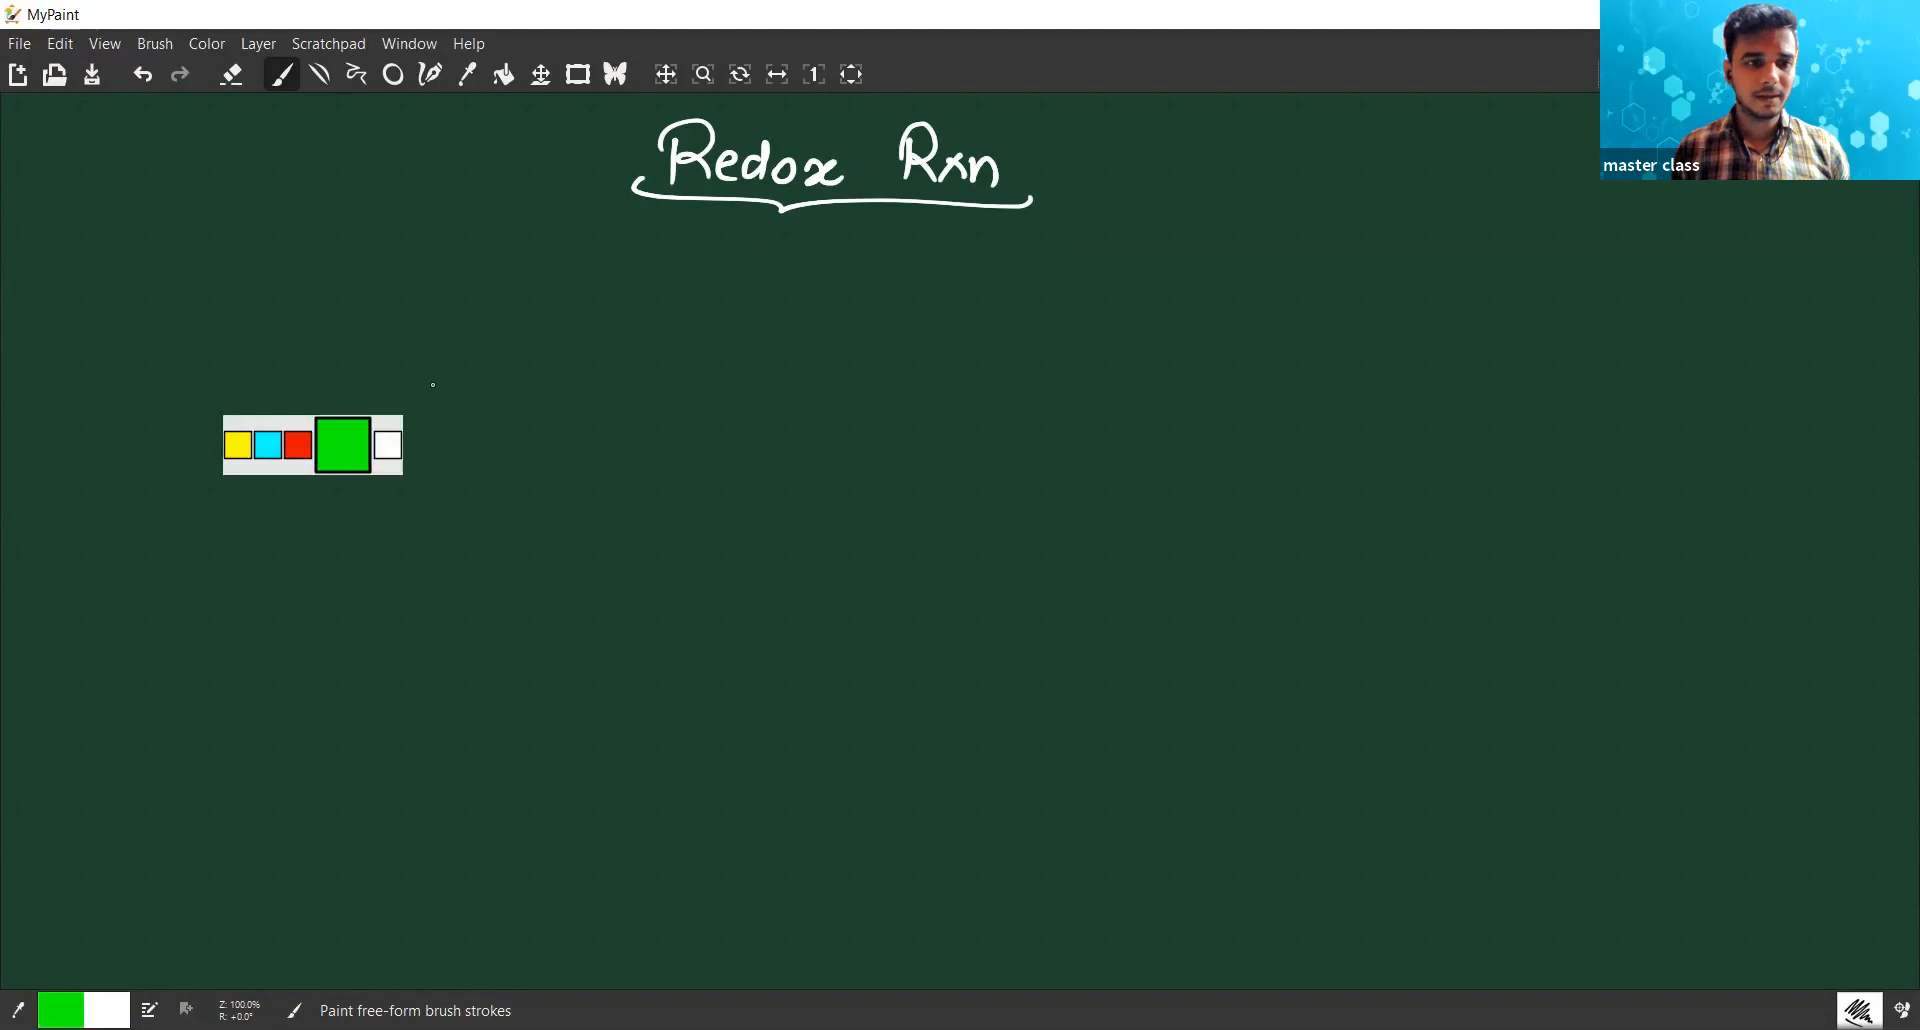 MyPaint
File Edit View Brush Color Layer Scratchpad Window Help
1
Redox Rxn
master class
Z: 100.0%
R: +0.0°
Paint free-form brush strokes